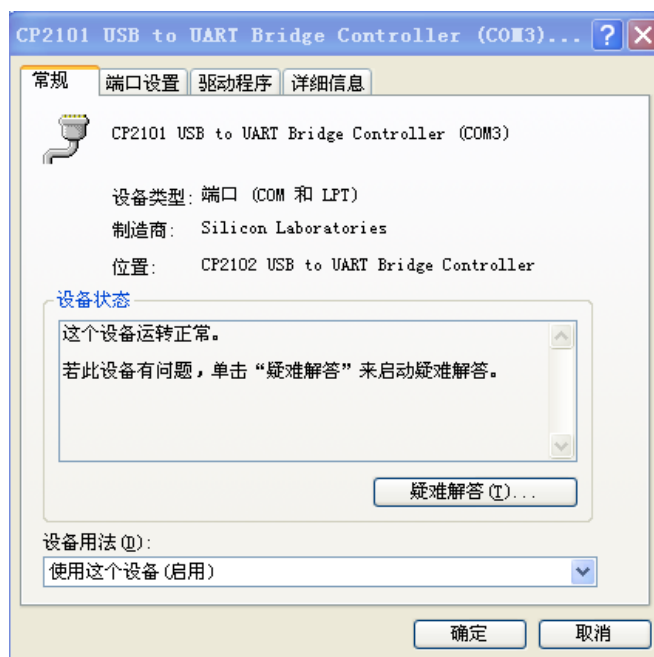 CP2101 USB to UART Bridge Controller (COM3)...
常规 端口设置 驱动程序 详细信息
CP2101 USB to UART Bridge Controller (COM3)
设备类型: 端口 (COM 和 LPT)
制造商: Silicon Laboratories
位置: CP2102 USB to UART Bridge Controller
设备状态
这个设备运转正常。
若此设备有问题，单击“疑难解答”来启动疑难解答。
疑难解答(T)...
设备用法(D):
使用这个设备(启用)
确定 取消